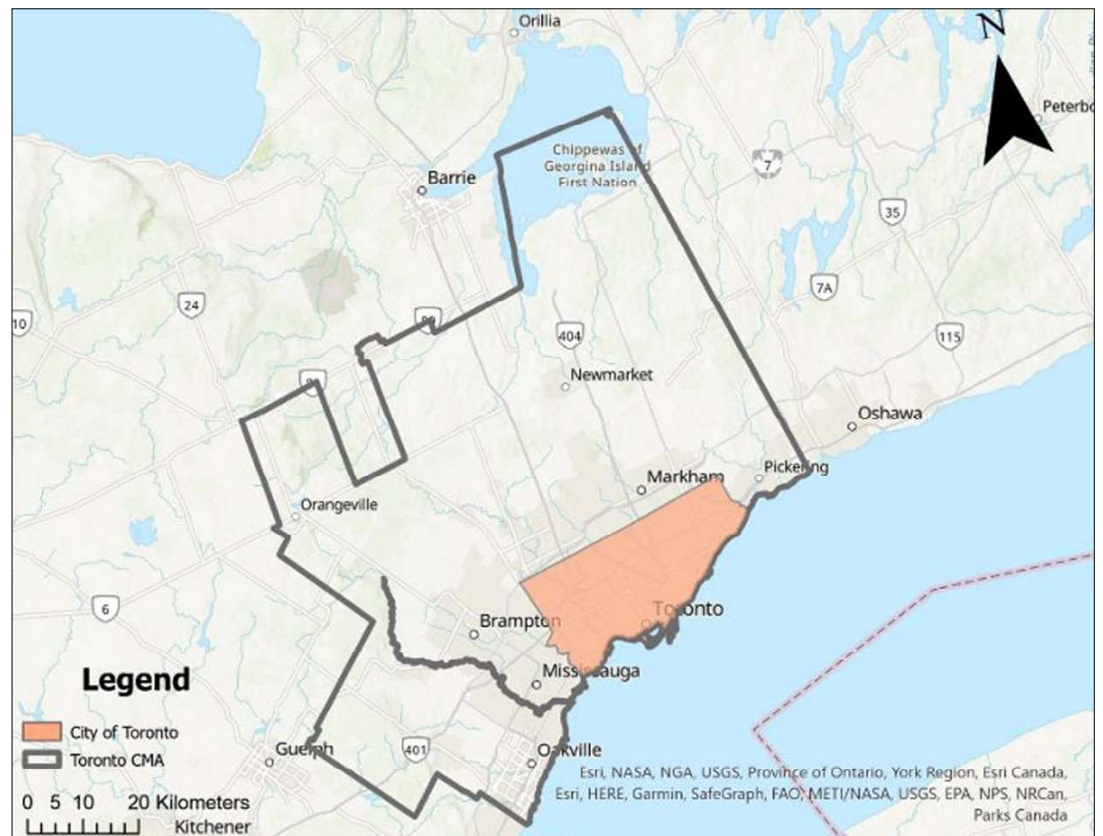 Orillia
N
Peterbo
Chippewas of
Georgina Island
First Nation
7
Barrie
35
24
7A
10
404
115
Newmarket
Oshawa
Markham
Pickering
Orangeville
6
Brampton
Toronto
Mississauga
Legend
City of Toronto
Toronto CMA
Guelph
401
Oakville
Esri, NASA, NGA, USGS, Province of Ontario, York Region, Esri Canada,
Esri, HERE, Garmin, SafeGraph, FAO, METI/NASA, USGS, EPA, NPS, NRCan,
Parks Canada
0 5 10 20 Kilometers
Kitchener